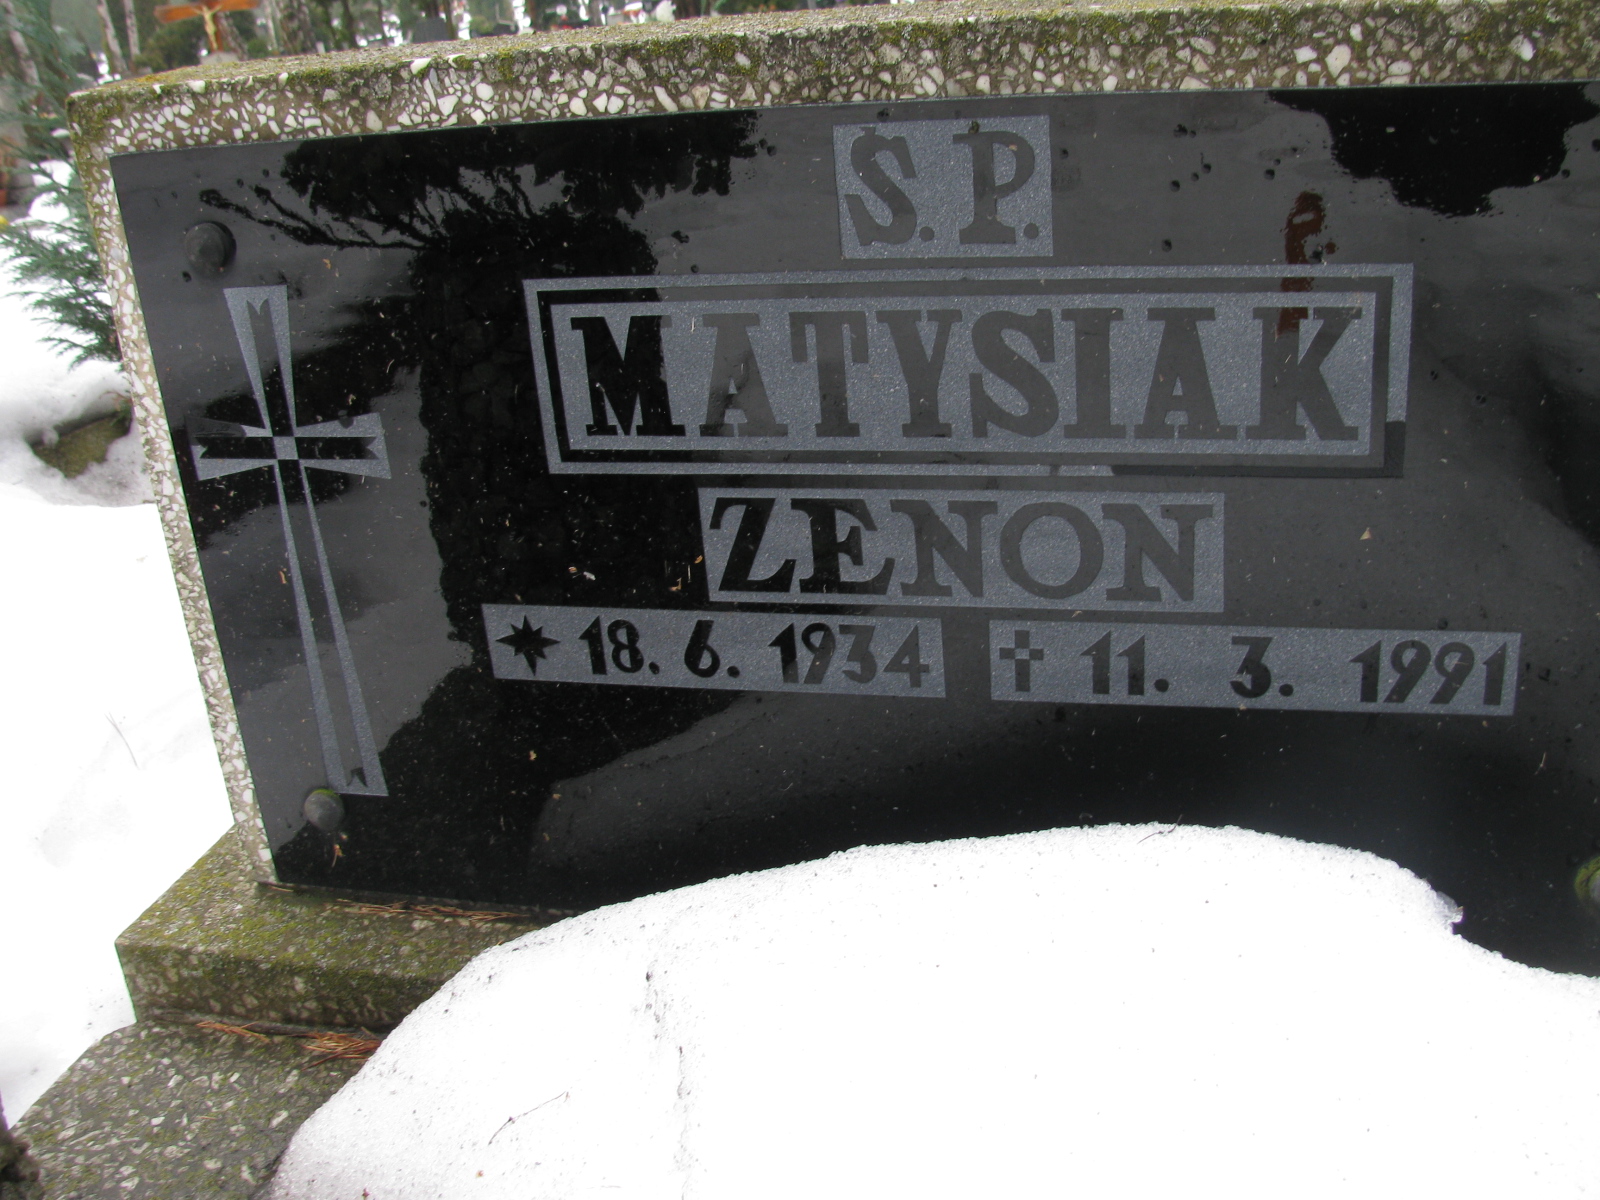 Ś.P.
MATYSIAK
ZENON
18.6.1934 11.3.1991